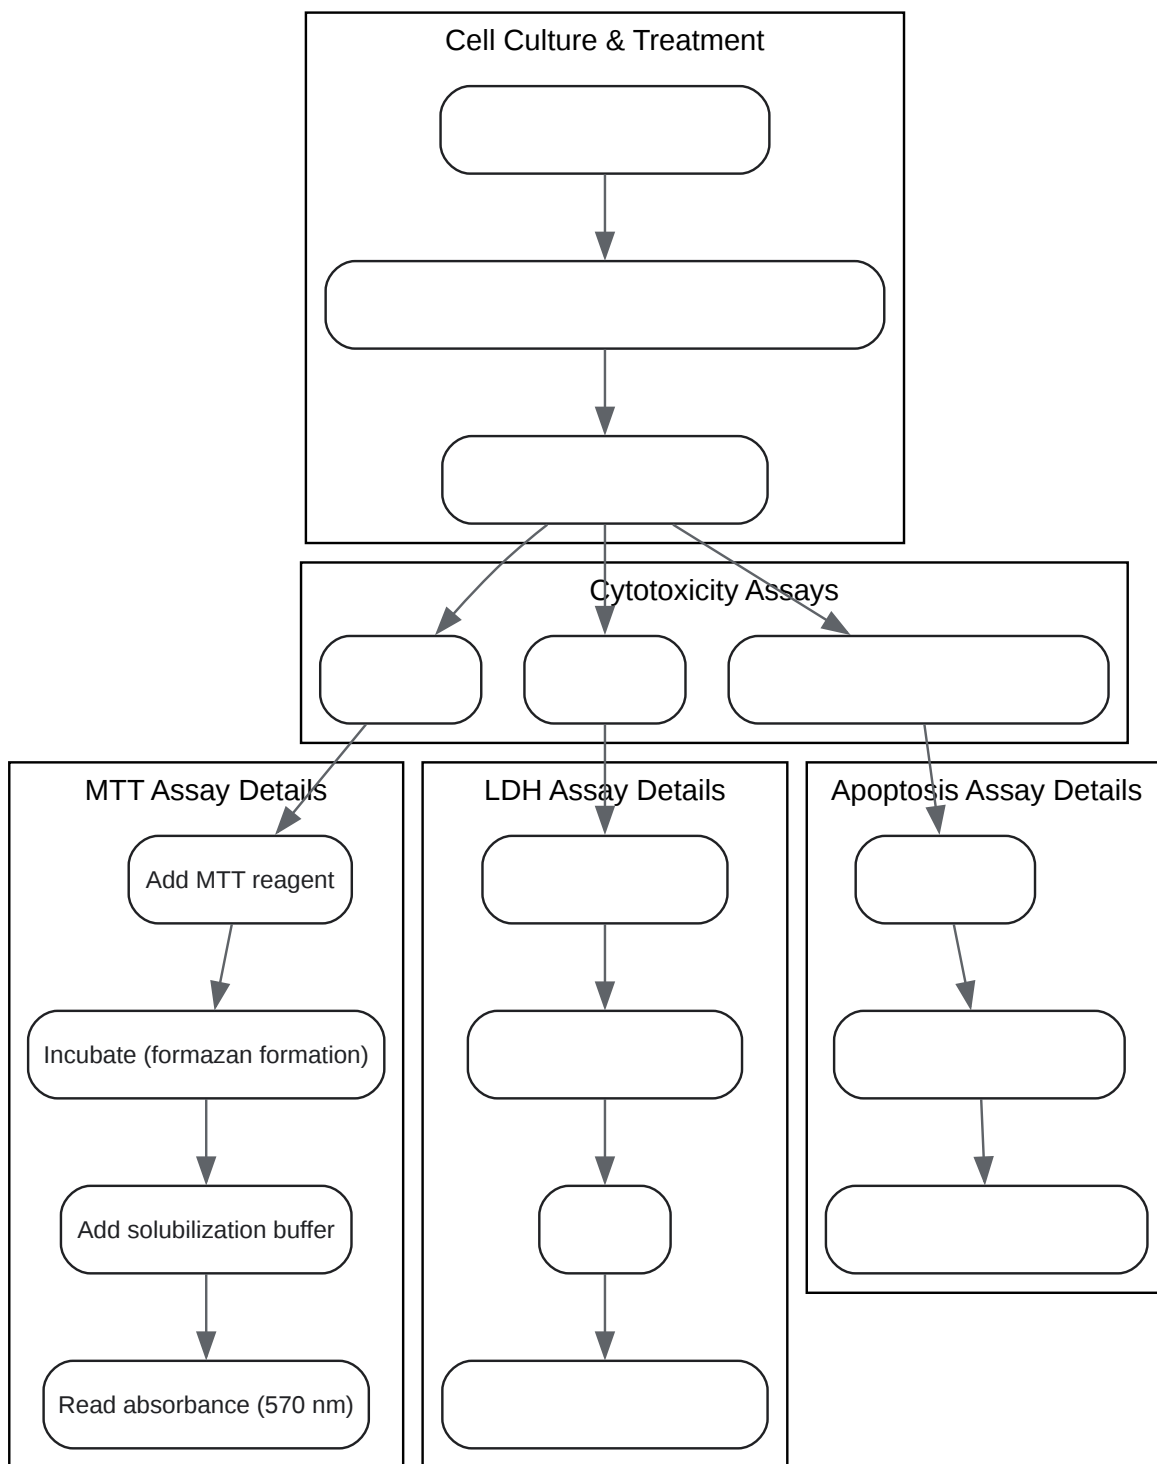 Cell Culture & Treatment
Cytotoxicity Assays
MTT Assay Details
LDH Assay Details
Apoptosis Assay Details
Add MTT reagent
Incubate (formazan formation)
Add solubilization buffer
Read absorbance (570 nm)